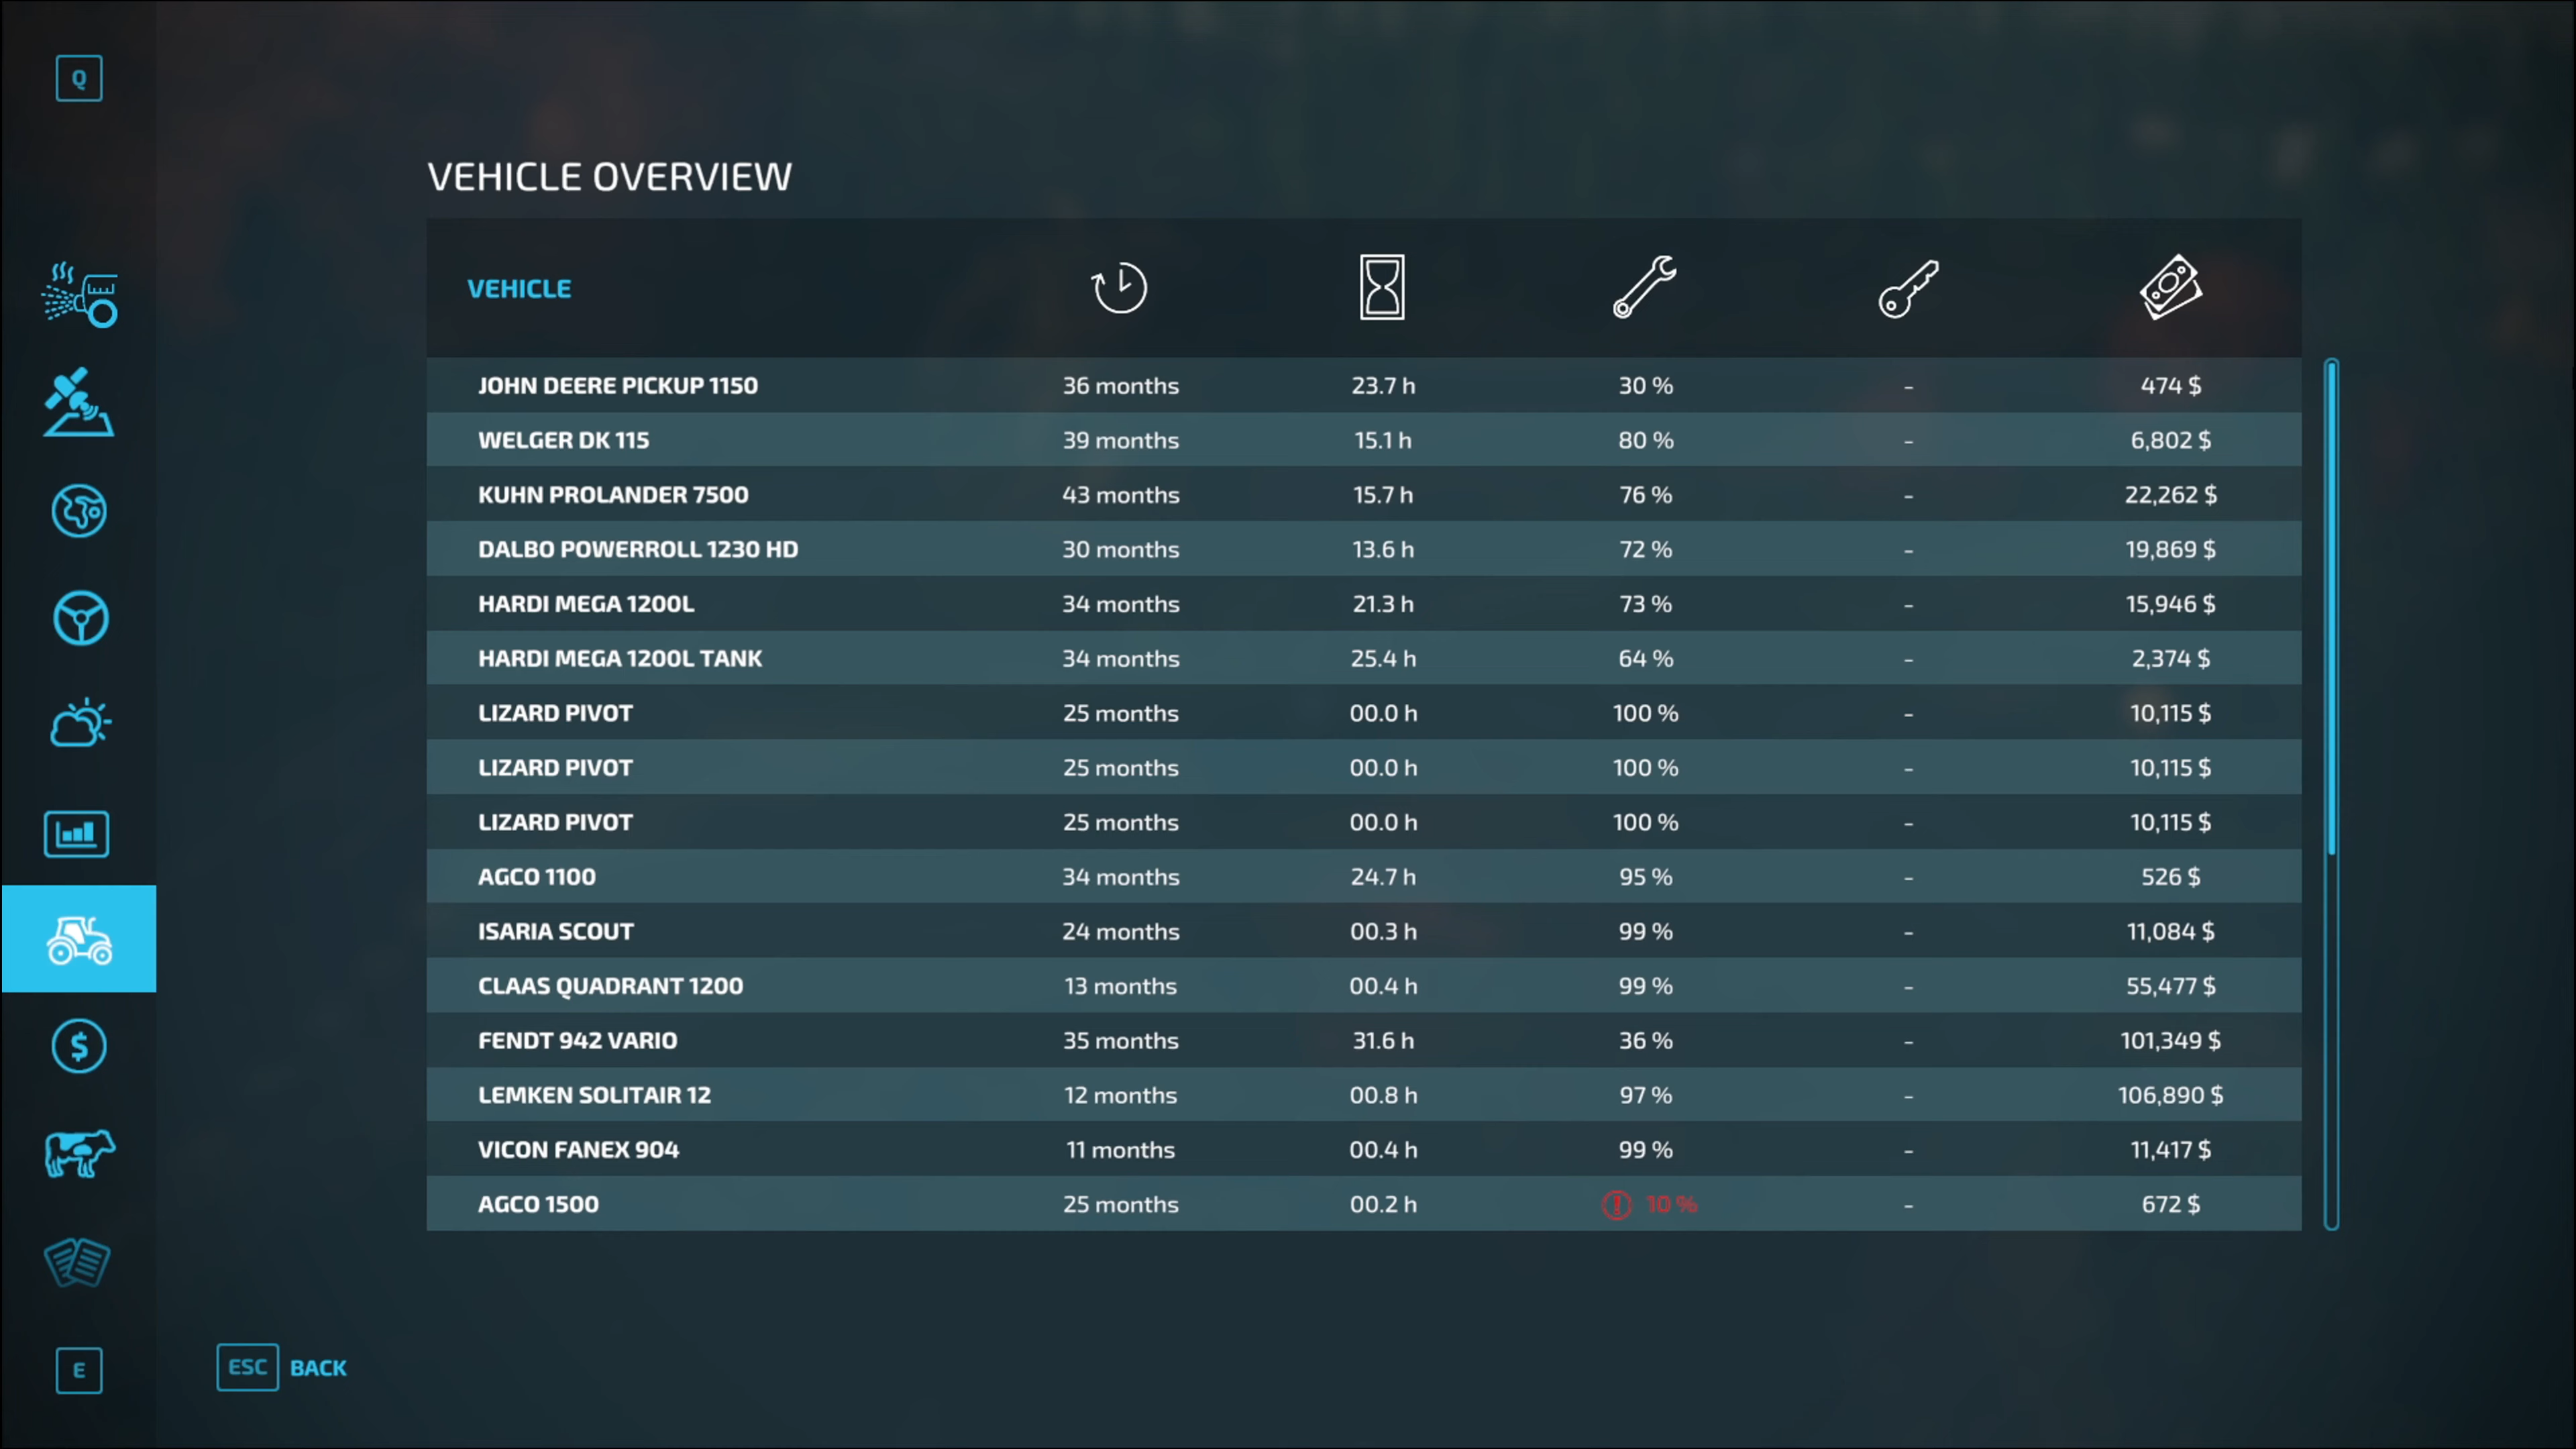 Q
VEHICLE OVERVIEW
VEHICLE
JOHN DEERE PICKUP 1150 36 months 23.7 h 30 % - 474 $
WELGER DK 115 39 months 15.1 h 80 % - 6,802 $
KUHN PROLANDER 7500 43 months 15.7 h 76 % - 22,262 $
DALBO POWERROLL 1230 HD 30 months 13.6 h 72 % - 19,869 $
HARDI MEGA 1200L 34 months 21.3 h 73 % - 15,946 $
HARDI MEGA 1200L TANK 34 months 25.4 h 64 % - 2,374 $
LIZARD PIVOT 25 months 00.0 h 100 % - 10,115 $
LIZARD PIVOT 25 months 00.0 h 100 % - 10,115 $
LIZARD PIVOT 25 months 00.0 h 100 % - 10,115 $
AGCO 1100 34 months 24.7 h 95 % - 526 $
ISARIA SCOUT 24 months 00.3 h 99 % - 11,084 $
CLAAS QUADRANT 1200 13 months 00.4 h 99 % - 55,477 $
FENDT 942 VARIO 35 months 31.6 h 36 % - 101,349 $
LEMKEN SOLITAIR 12 12 months 00.8 h 97 % - 106,890 $
VICON FANEX 904 11 months 00.4 h 99 % - 11,417 $
AGCO 1500 25 months 00.2 h 10 % - 672 $
E
ESC BACK